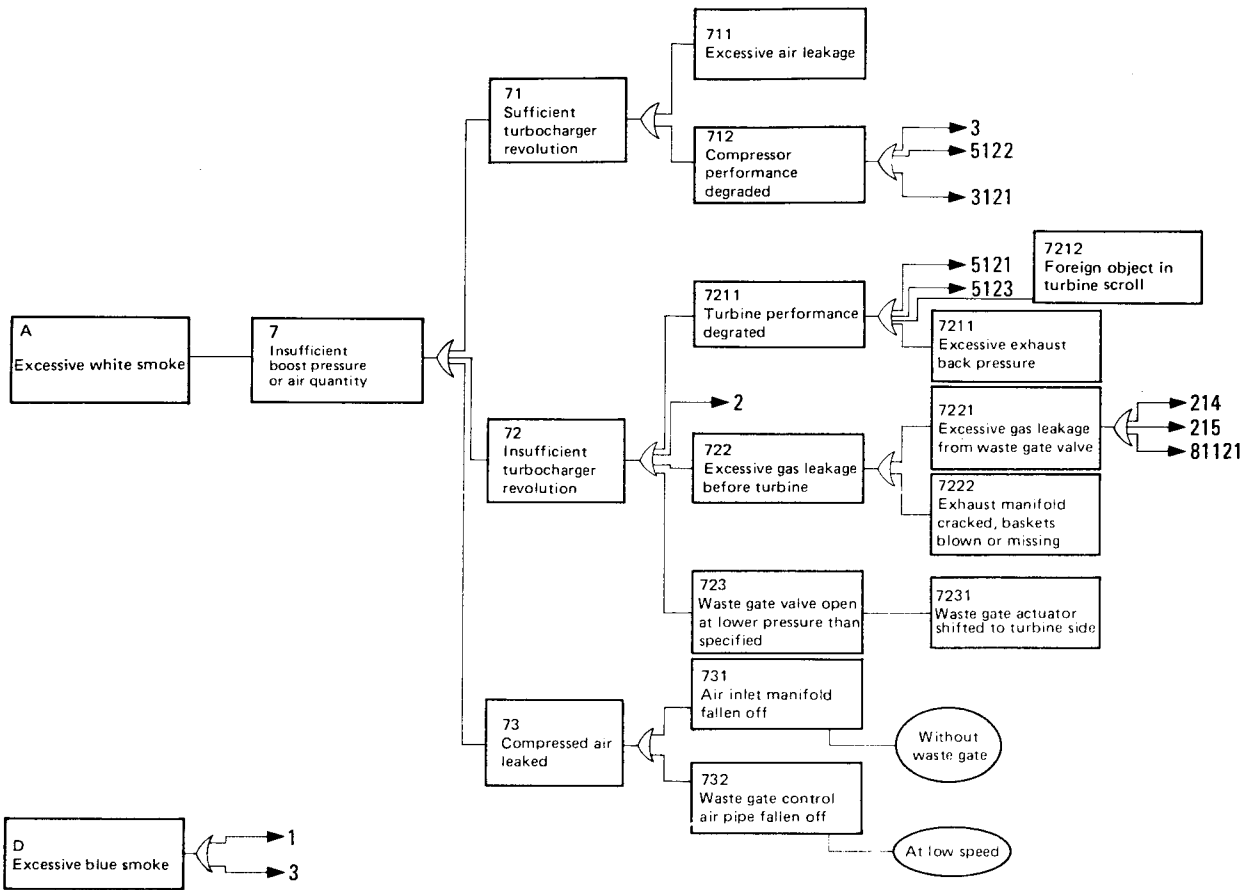 A
Excessive white smoke
7
Insufficient
boost pressure
or air quantity
71
Sufficient
turbocharger
revolution
711
Excessive air leakage
712
Compressor
performance
degraded
3
5122
3121
72
Insufficient
turbocharger
revolution
7211
Turbine performance
degrated
5121
5123
7212
Foreign object in
turbine scroll
7211
Excessive exhaust
back pressure
2
722
Excessive gas leakage
before turbine
7221
Excessive gas leakage
from waste gate valve
214
215
81121
7222
Exhaust manifold
cracked, baskets
blown or missing
723
Waste gate valve open
at lower pressure than
specified
7231
Waste gate actuator
shifted to turbine side
73
Compressed air
leaked
731
Air inlet manifold
fallen off
Without
waste gate
732
Waste gate control
air pipe fallen off
At low speed
D
Excessive blue smoke
1
3